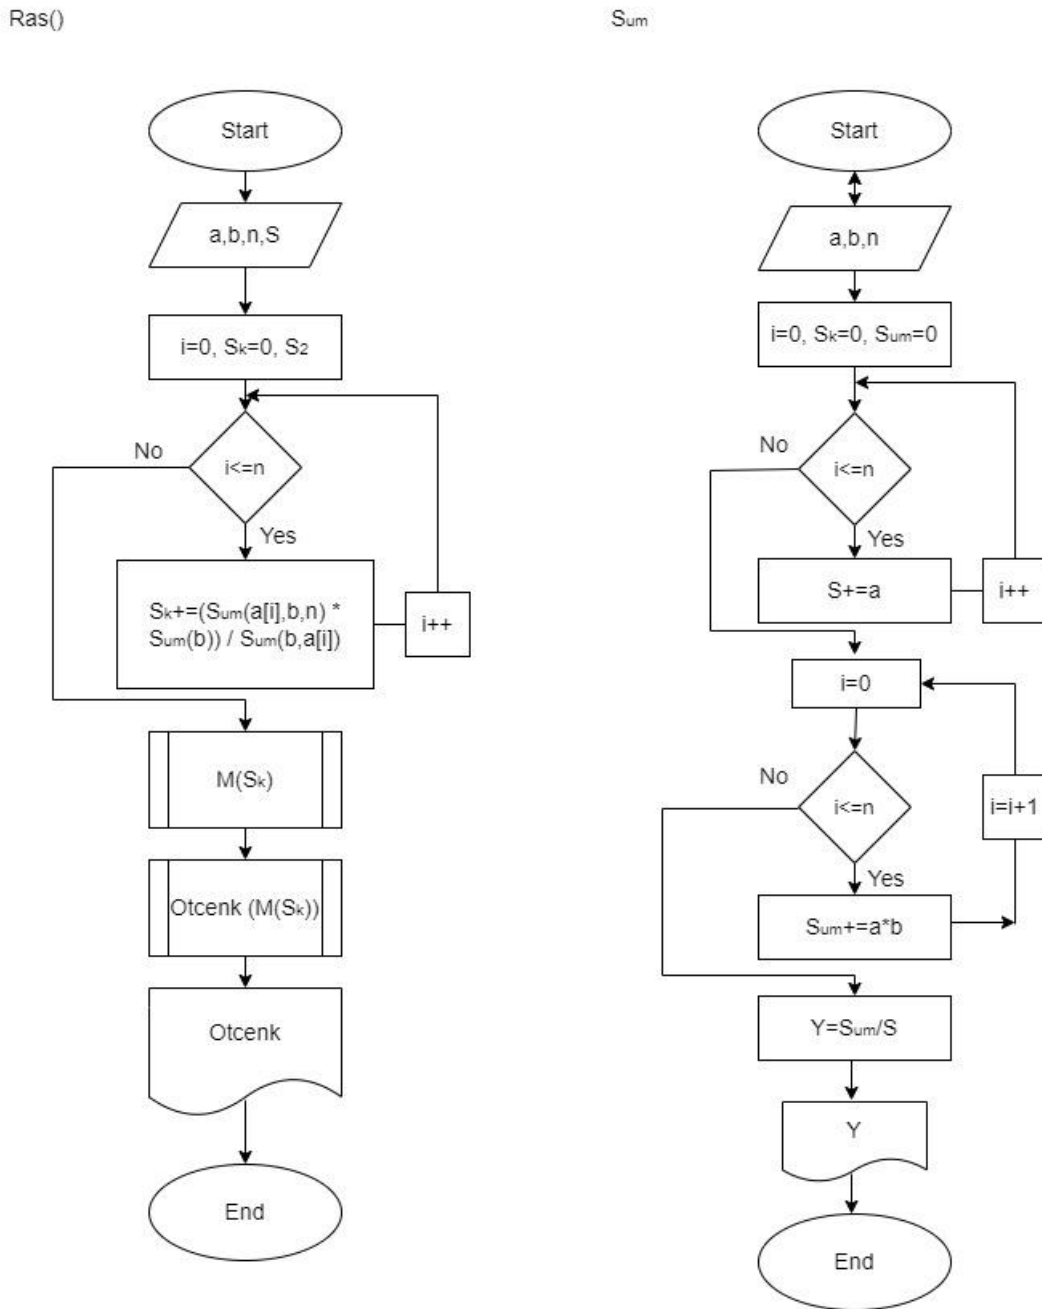 Ras()
Start
a,b,n,S
i=0, Sk=0, S2
No
i<=n
Yes
Sk+=(Sum(a[i],b,n) *
Sum(b)) / Sum(b,a[i])
i++
M(Sk)
Otcenk (M(Sk))
Otcenk
End
Sum
Start
a,b,n
i=0, Sk=0, Sum=0
No
i<=n
Yes
S+=a
i++
i=0
No
i<=n
i=i+1
Yes
Sum+=a*b
Y=Sum/S
Y
End